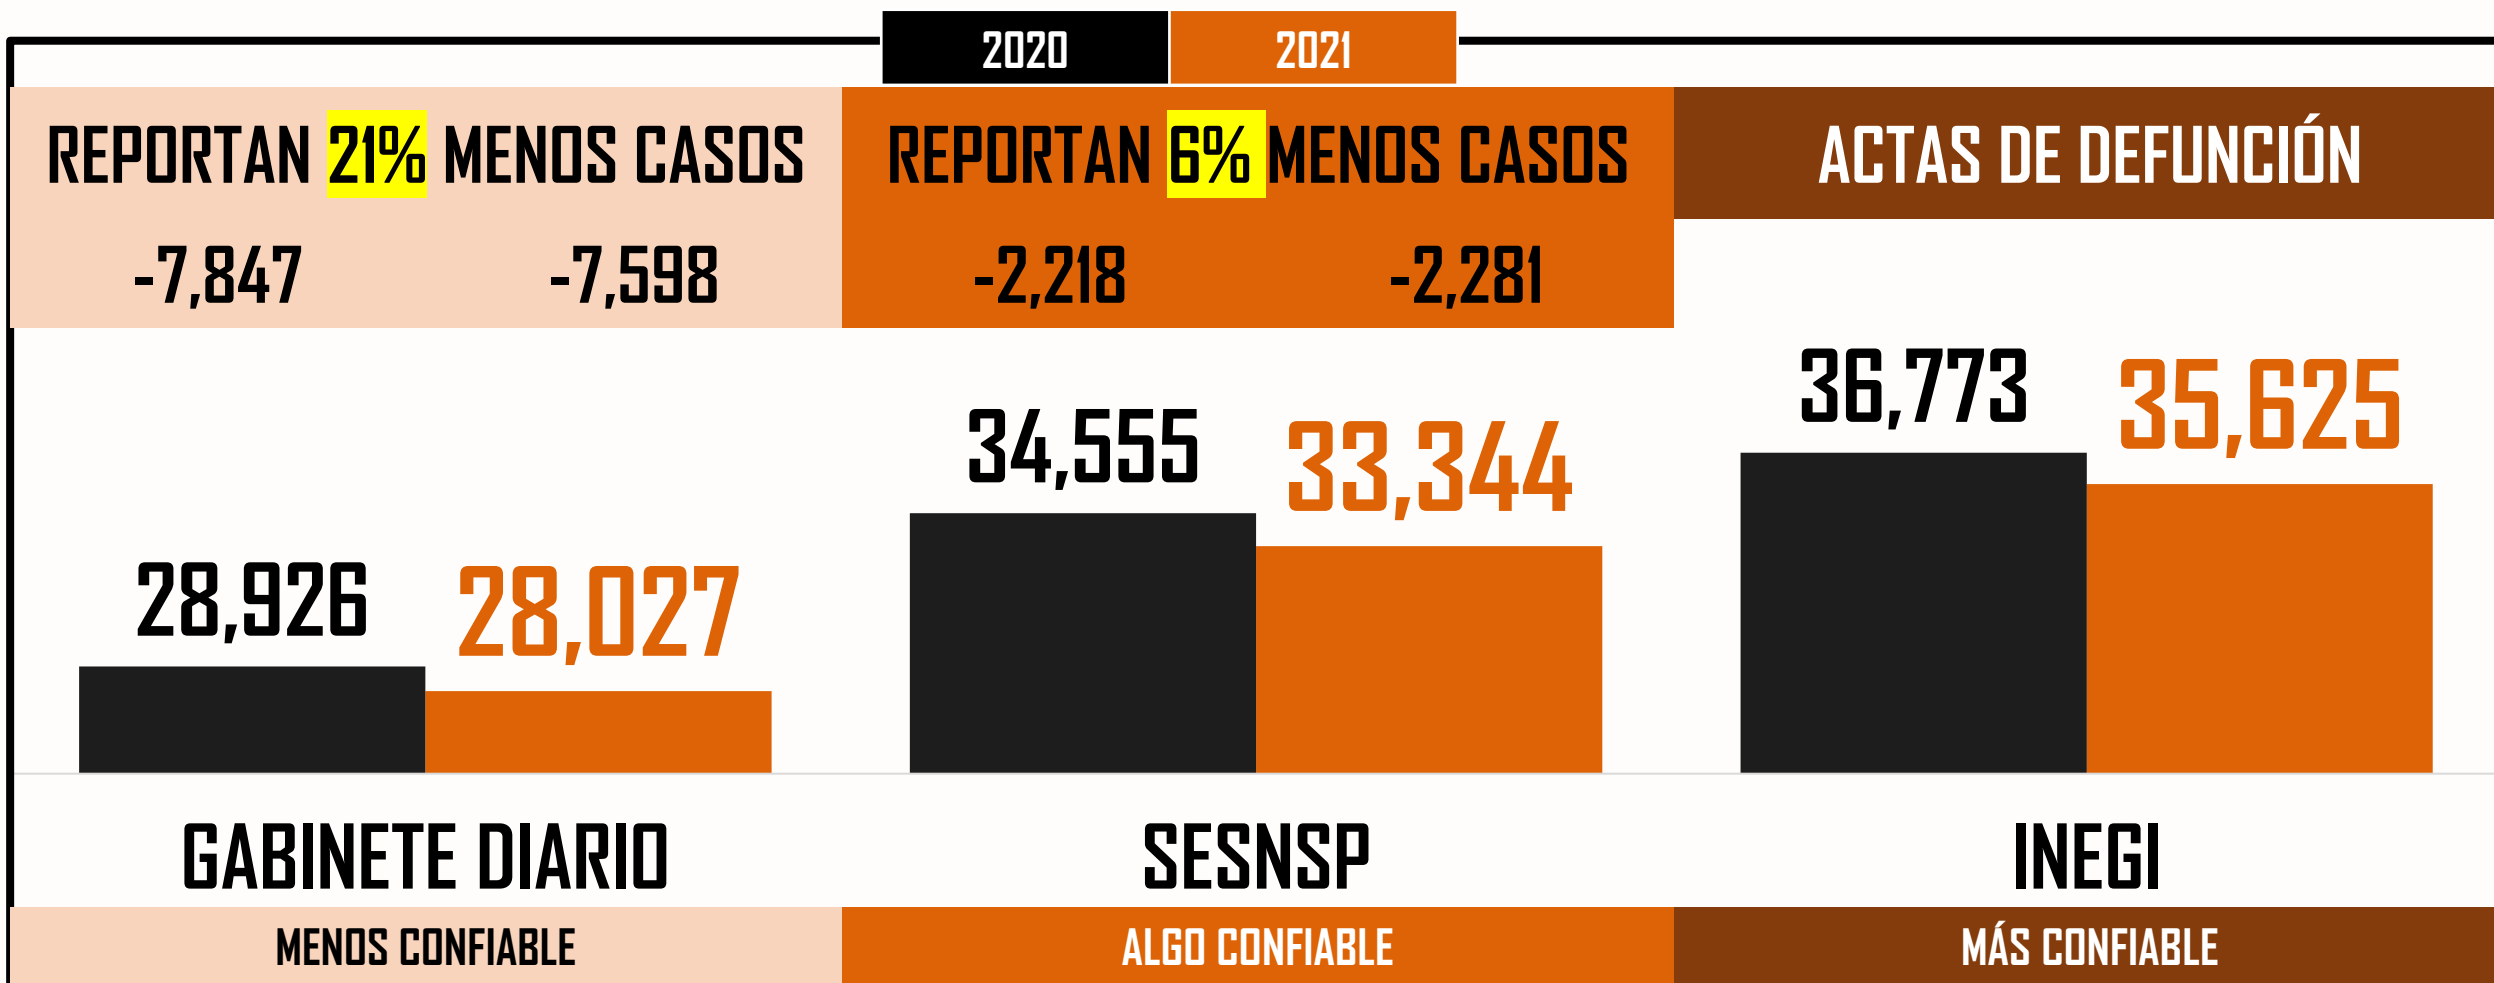 2020 2021
REPORTAN 21% MENOS CASOS
-7,847 -7,598
REPORTAN 6% MENOS CASOS
-2,218 -2,281
ACTAS DE DEFUNCIÓN
28,926 28,027
34,555 33,344
36,773 35,625
GABINETE DIARIO
SESNSP
INEGI
MENOS CONFIABLE
ALGO CONFIABLE
MÁS CONFIABLE